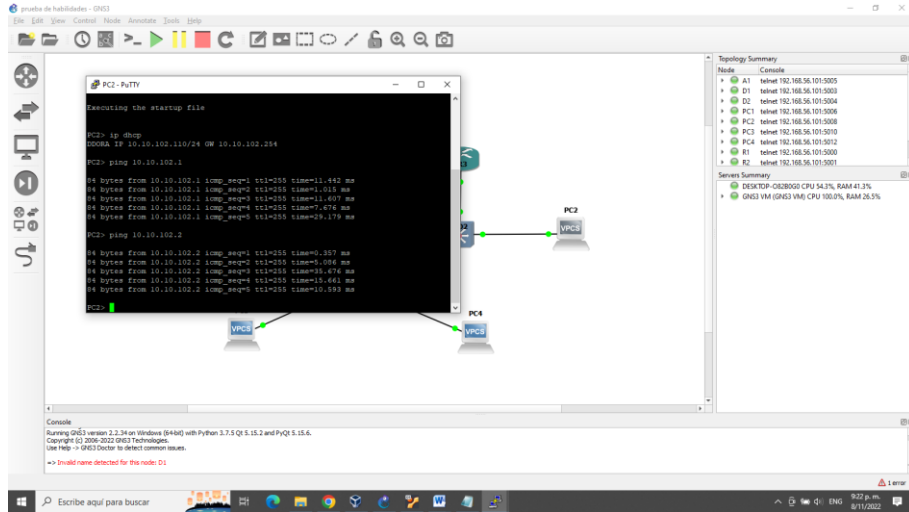 prueba de habilidades - GNS3
File Edit View Control Node Annotate Tools Help
PC2 - PuTTY
Executing the startup file
PC2> ip dhcp
DDORA IP 10.10.102.110/24 GW 10.10.102.254
PC2> ping 10.10.102.1
84 bytes from 10.10.102.1 icmp_seq=1 ttl=255 time=11.442 ms
84 bytes from 10.10.102.1 icmp_seq=2 ttl=255 time=1.015 ms
84 bytes from 10.10.102.1 icmp_seq=3 ttl=255 time=11.607 ms
84 bytes from 10.10.102.1 icmp_seq=4 ttl=255 time=7.676 ms
84 bytes from 10.10.102.1 icmp_seq=5 ttl=255 time=29.179 ms
PC2> ping 10.10.102.2
84 bytes from 10.10.102.2 icmp_seq=1 ttl=255 time=0.357 ms
84 bytes from 10.10.102.2 icmp_seq=2 ttl=255 time=5.086 ms
84 bytes from 10.10.102.2 icmp_seq=3 ttl=255 time=35.676 ms
84 bytes from 10.10.102.2 icmp_seq=4 ttl=255 time=15.661 ms
84 bytes from 10.10.102.2 icmp_seq=5 ttl=255 time=10.593 ms
PC2>
PC2
VPCS
VPCS
PC4
VPCS
Topology Summary
Node Console
A1 telnet 192.168.56.101:5005
D1 telnet 192.168.56.101:5003
D2 telnet 192.168.56.101:5004
PC1 telnet 192.168.56.101:5006
PC2 telnet 192.168.56.101:5008
PC3 telnet 192.168.56.101:5010
PC4 telnet 192.168.56.101:5012
R1 telnet 192.168.56.101:5000
R2 telnet 192.168.56.101:5001
Servers Summary
DESKTOP-O82B0G0 CPU 54.3%, RAM 41.3%
GNS3 VM (GNS3 VM) CPU 100.0%, RAM 26.5%
Console
Running GNS3 version 2.2.34 on Windows (64-bit) with Python 3.7.5 Qt 5.15.2 and PyQt 5.15.6.
Copyright (c) 2006-2022 GNS3 Technologies.
Use Help -> GNS3 Doctor to detect common issues.
=> Invalid name detected for this node: D1
1 error
Escribe aquí para buscar
ENG
9:22 p. m.
8/11/2022